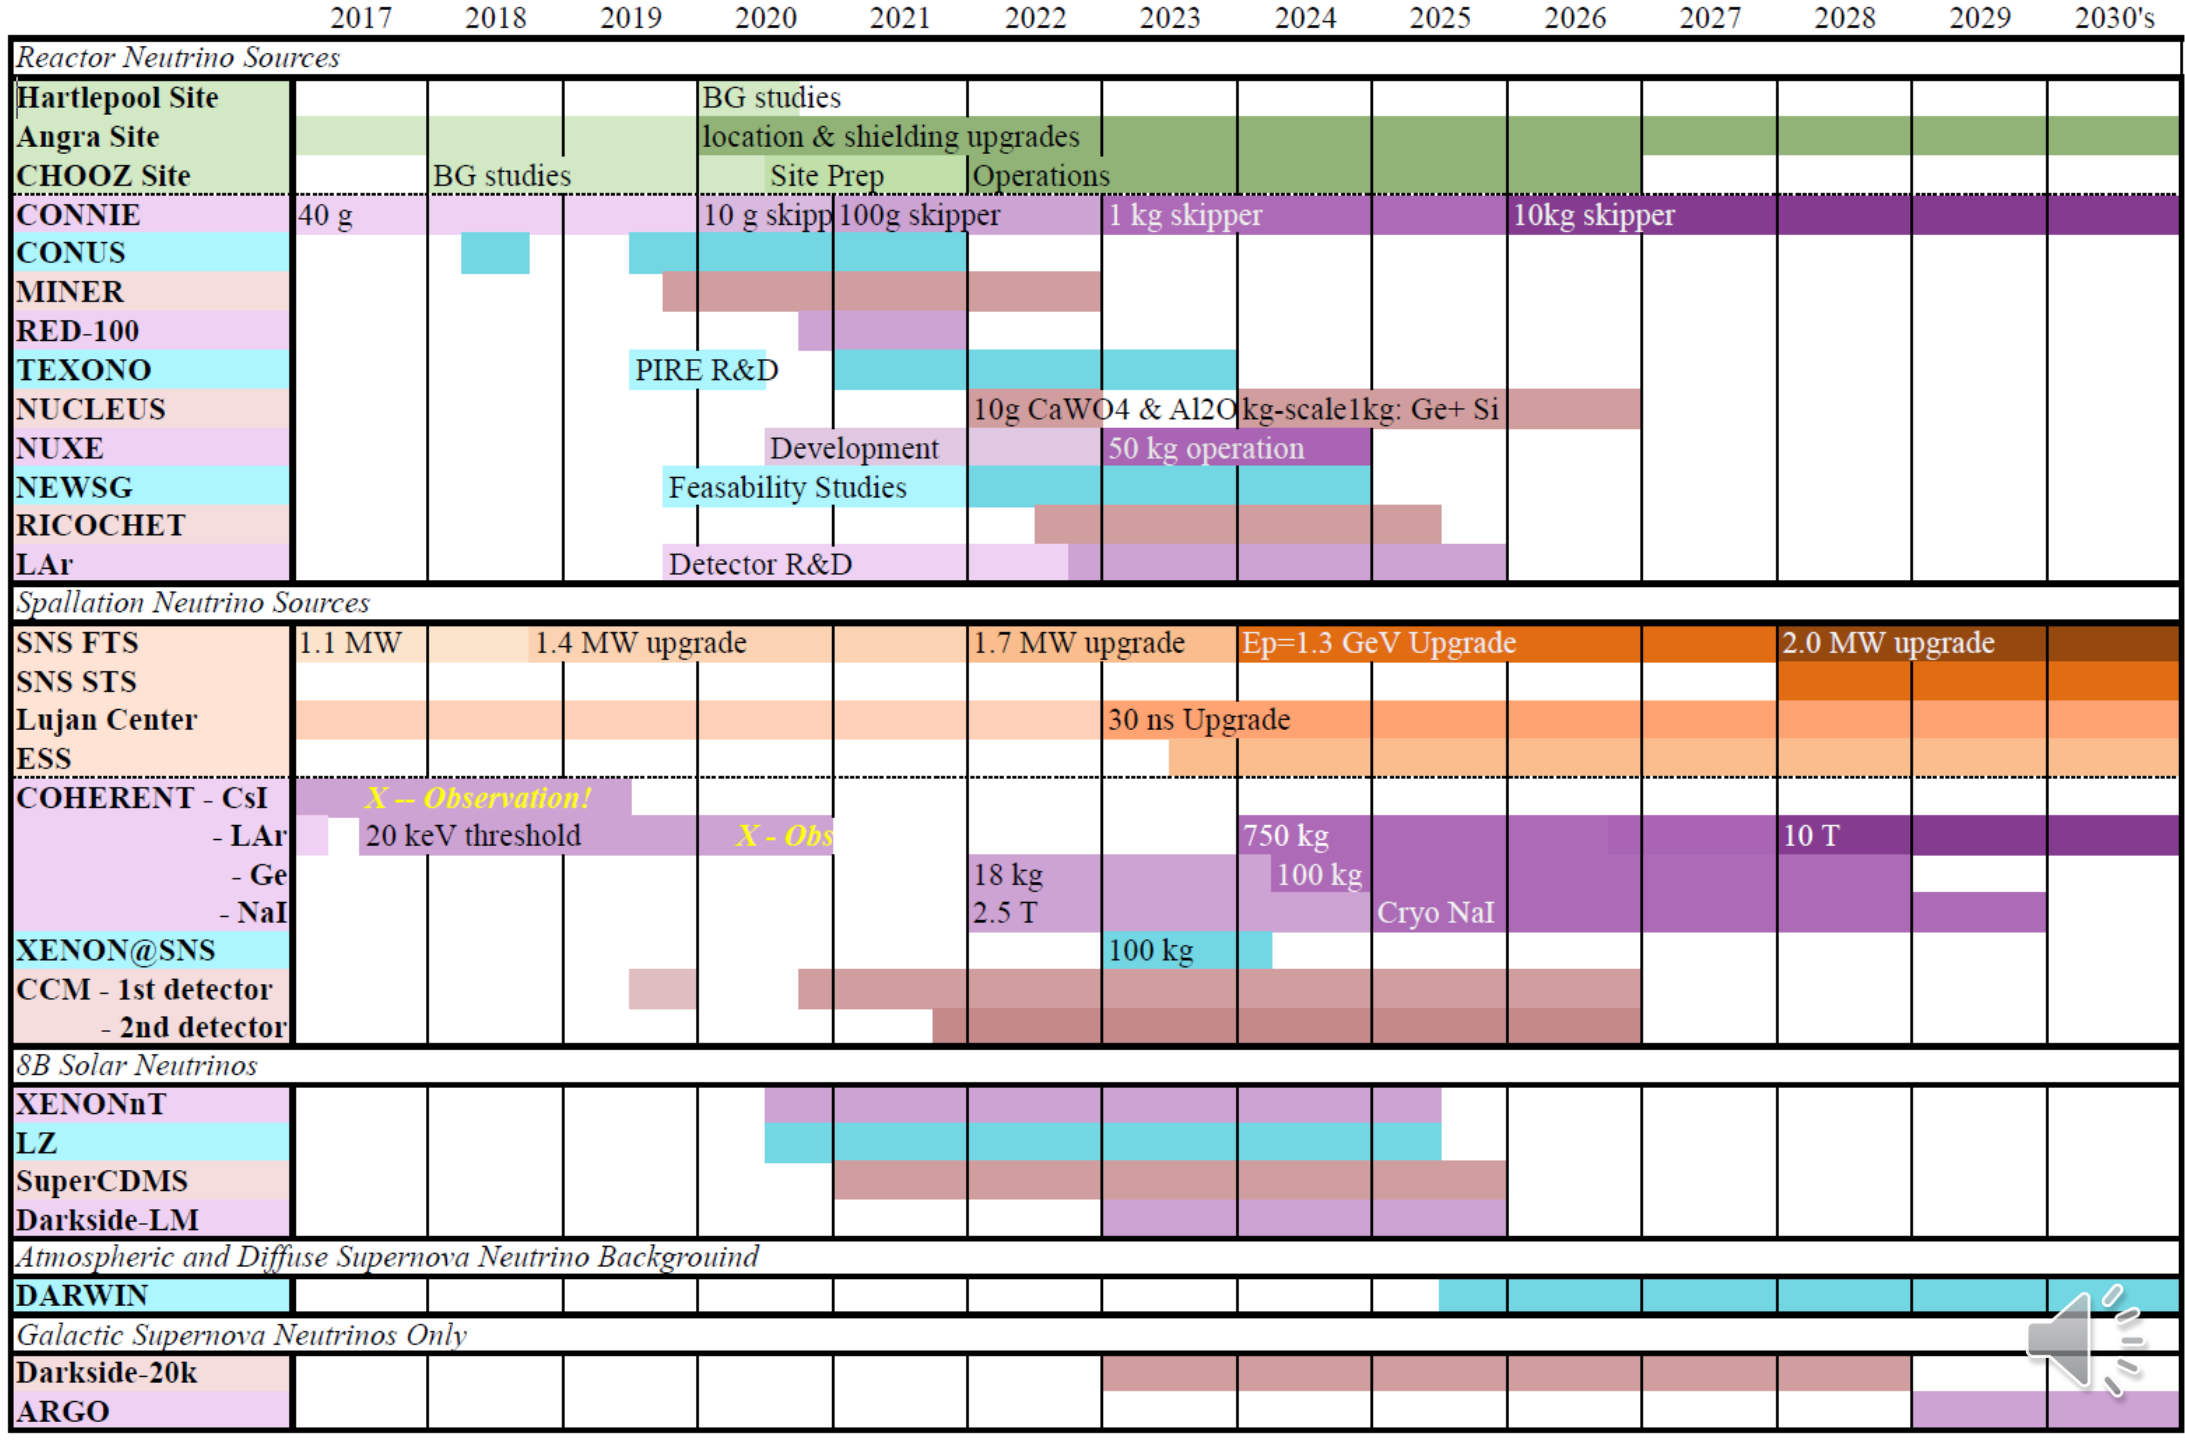 2017 2018 2019 2020 2021 2022 2023 2024 2025 2026 2027 2028 2029 2030's
Reactor Neutrino Sources
Hartlepool Site BG studies
Angra Site location & shielding upgrades
CHOOZ Site BG studies Site Prep Operations
CONNIE 40 g 10 g skipp 100g skipper 1 kg skipper 10kg skipper
CONUS
MINER
RED-100
TEXONO PIRE R&D
NUCLEUS 10g CaWO4 & Al2O kg-scale1kg: Ge+ Si
NUXE Development 50 kg operation
NEWSG Feasability Studies
RICOCHET
LAr Detector R&D
Spallation Neutrino Sources
SNS FTS 1.1 MW 1.4 MW upgrade 1.7 MW upgrade Ep=1.3 GeV Upgrade 2.0 MW upgrade
SNS STS
Lujan Center 30 ns Upgrade
ESS
COHERENT - CsI X -- Observation!
- LAr 20 keV threshold X - Obs 750 kg 10 T
- Ge 18 kg 100 kg
- NaI 2.5 T Cryo NaI
XENON@SNS 100 kg
CCM - 1st detector
- 2nd detector
8B Solar Neutrinos
XENONnT
LZ
SuperCDMS
Darkside-LM
Atmospheric and Diffuse Supernova Neutrino Backgrouind
DARWIN
Galactic Supernova Neutrinos Only
Darkside-20k
ARGO